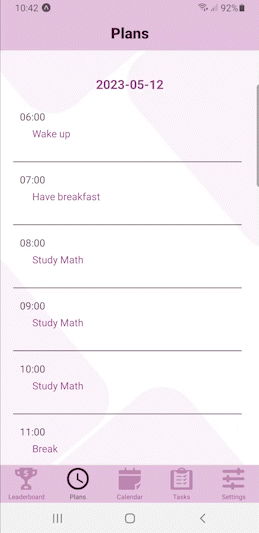 10:42 92%
Plans
2023-05-12
06:00
Wake up
07:00
Have breakfast
08:00
Study Math
09:00
Study Math
10:00
Study Math
11:00
Break
Leaderboard Plans Calendar Tasks Settings